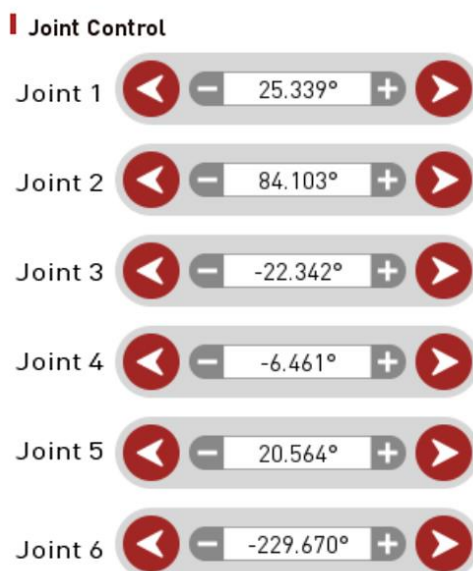 Joint Control
Joint 1 25.339°
Joint 2 84.103°
Joint 3 -22.342°
Joint 4 -6.461°
Joint 5 20.564°
Joint 6 -229.670°